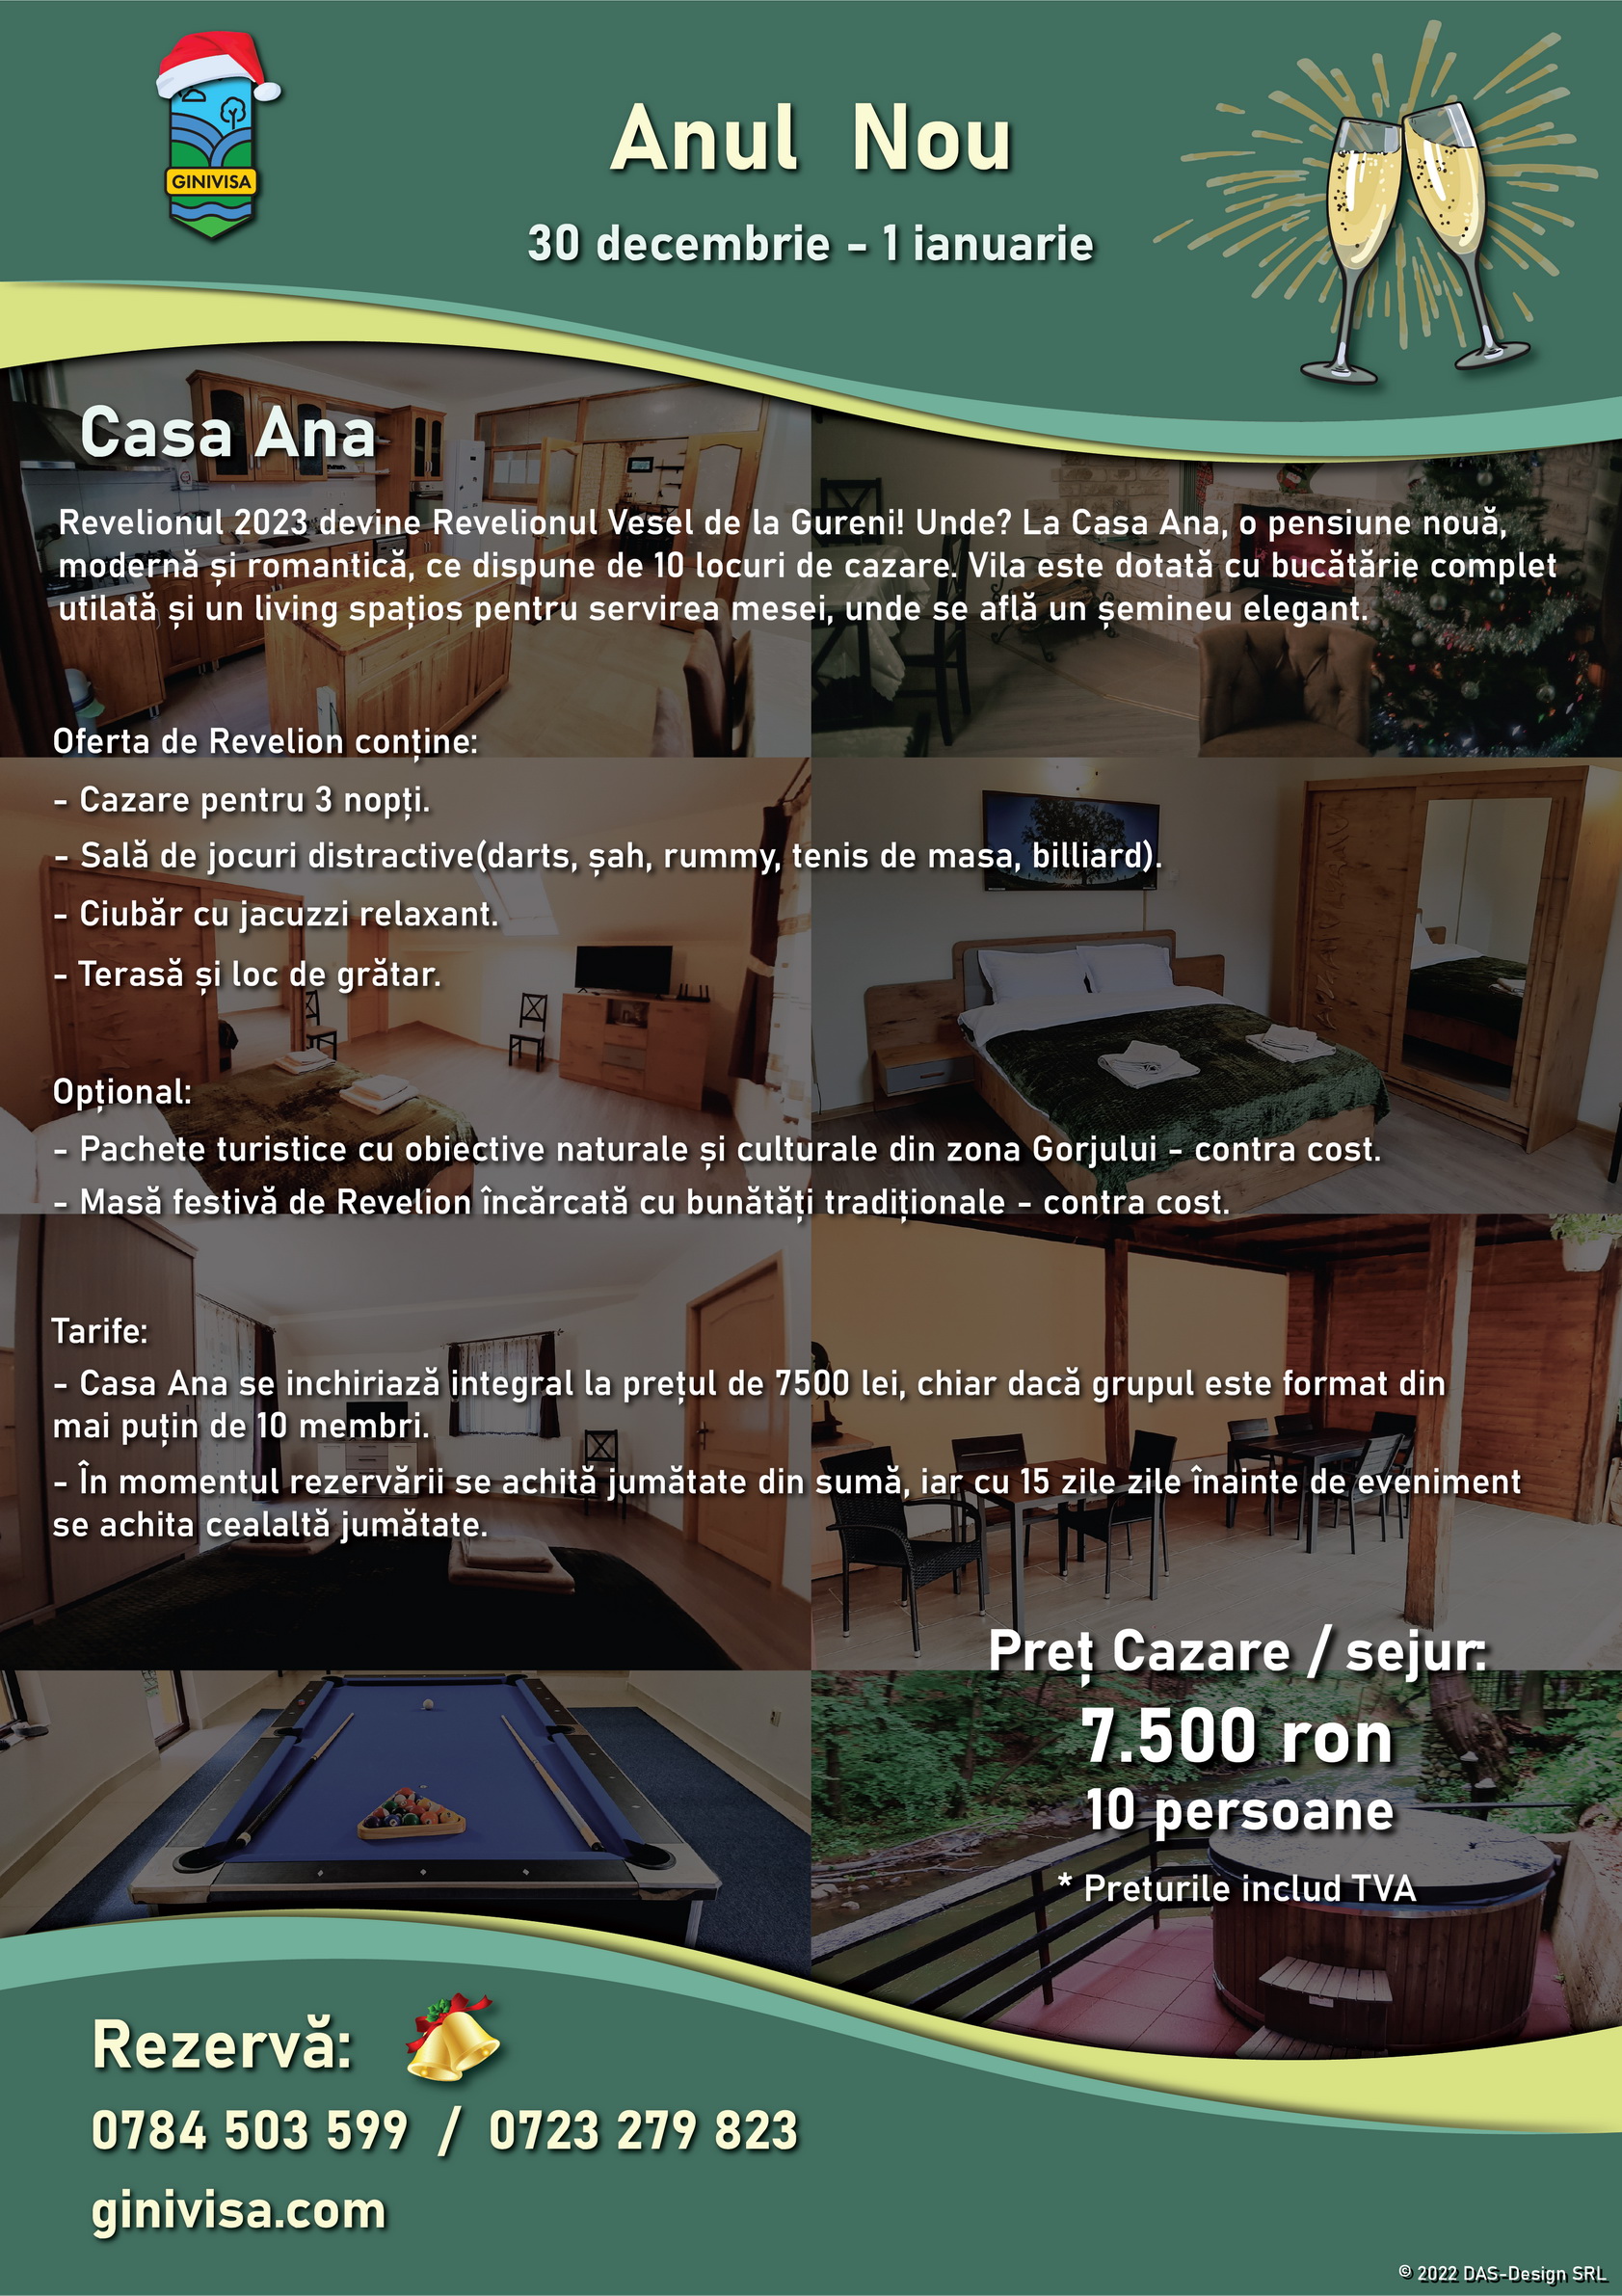 GINIVISA
Anul Nou
30 decembrie - 1 ianuarie
Casa Ana
Revelionul 2023 devine Revelionul Vesel de la Gureni! Unde? La Casa Ana, o pensiune nouă,
modernă și romantică, ce dispune de 10 locuri de cazare. Vila este dotată cu bucătărie complet
utilată și un living spațios pentru servirea mesei, unde se află un șemineu elegant.
Oferta de Revelion conține:
- Cazare pentru 3 nopți.
- Sală de jocuri distractive(darts, șah, rummy, tenis de masa, billiard).
- Ciubăr cu jacuzzi relaxant.
- Terasă și loc de grătar.
Opțional:
- Pachete turistice cu obiective naturale și culturale din zona Gorjului - contra cost.
- Masă festivă de Revelion încărcată cu bunătăți tradiționale - contra cost.
Tarife:
- Casa Ana se inchiriază integral la prețul de 7500 lei, chiar dacă grupul este format din
mai puțin de 10 membri.
- În momentul rezervării se achită jumătate din sumă, iar cu 15 zile zile înainte de eveniment
se achita cealaltă jumătate.
Preț Cazare / sejur:
7.500 ron
10 persoane
* Preturile includ TVA
Rezervă:
0784 503 599 / 0723 279 823
ginivisa.com
© 2022 DAS-Design SRL